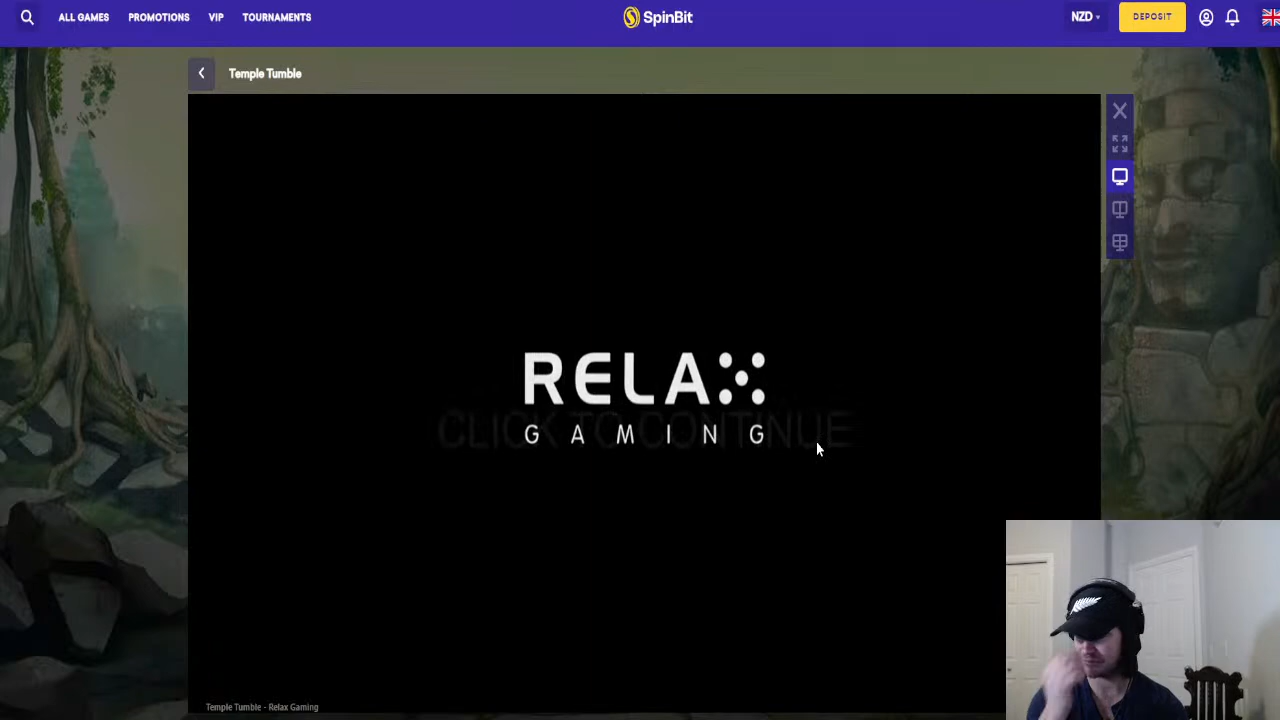 ALL GAMES PROMOTIONS VIP TOURNAMENTS SpinBit NZD DEPOSIT
Temple Tumble
RELAX
CLICK TO CONTINUE
GAMING
Temple Tumble - Relax Gaming